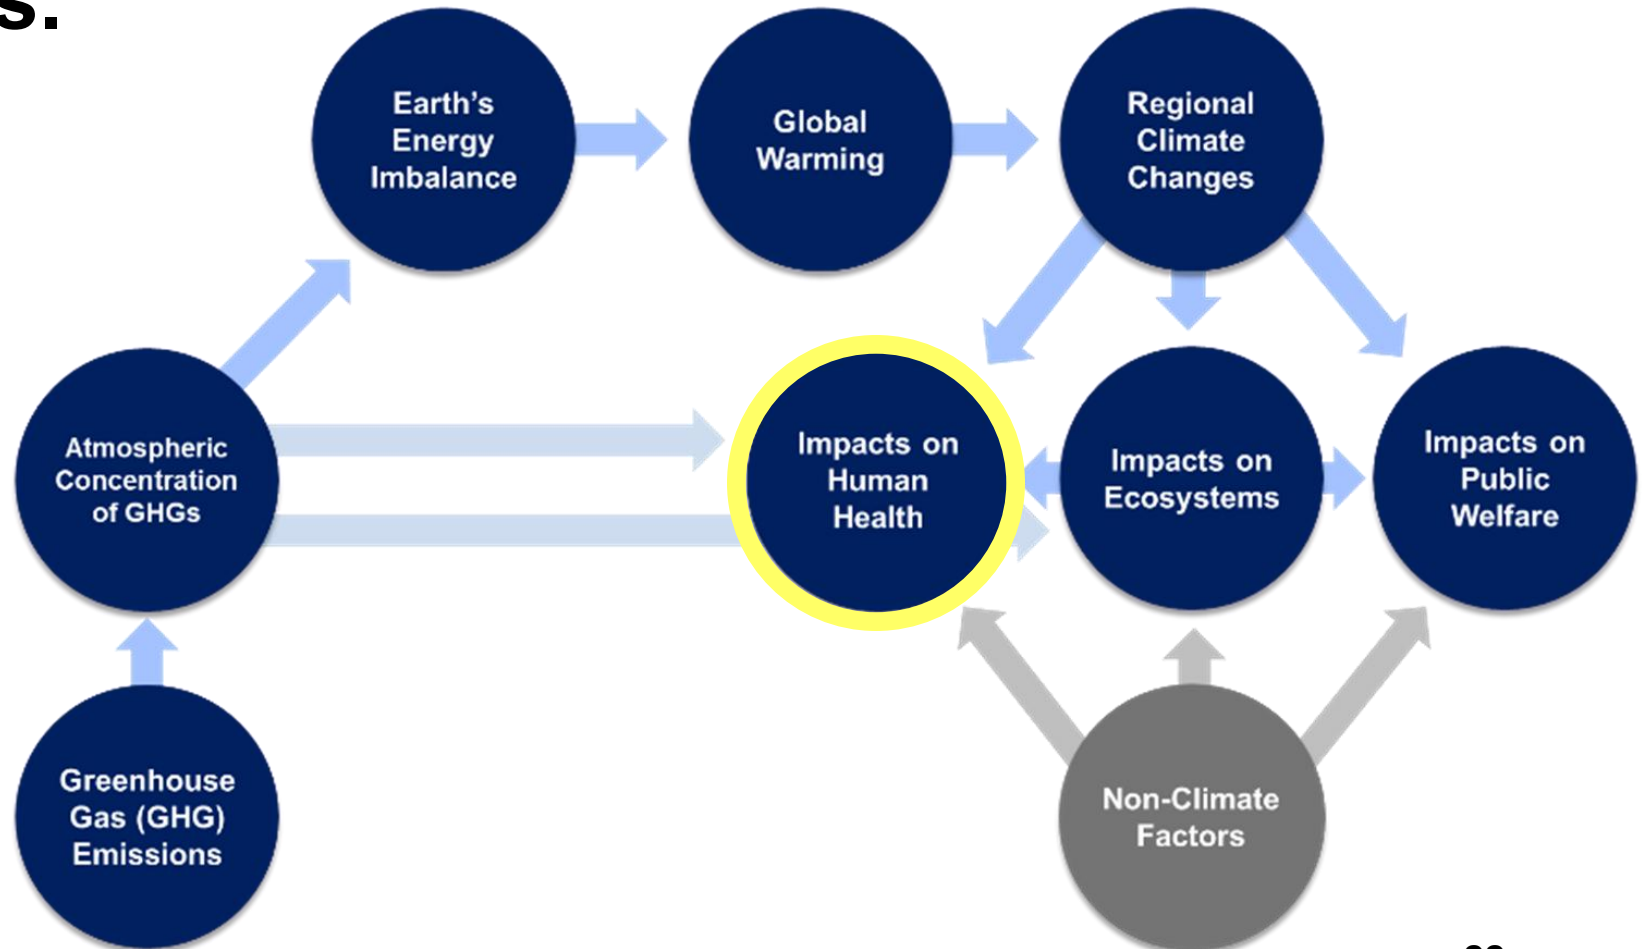 s.
Earth's
Energy
Imbalance
Global
Warming
Regional
Climate
Changes
Atmospheric
Concentration
of GHGs
Impacts on
Human
Health
Impacts on
Ecosystems
Impacts on
Public
Welfare
Greenhouse
Gas (GHG)
Emissions
Non-Climate
Factors